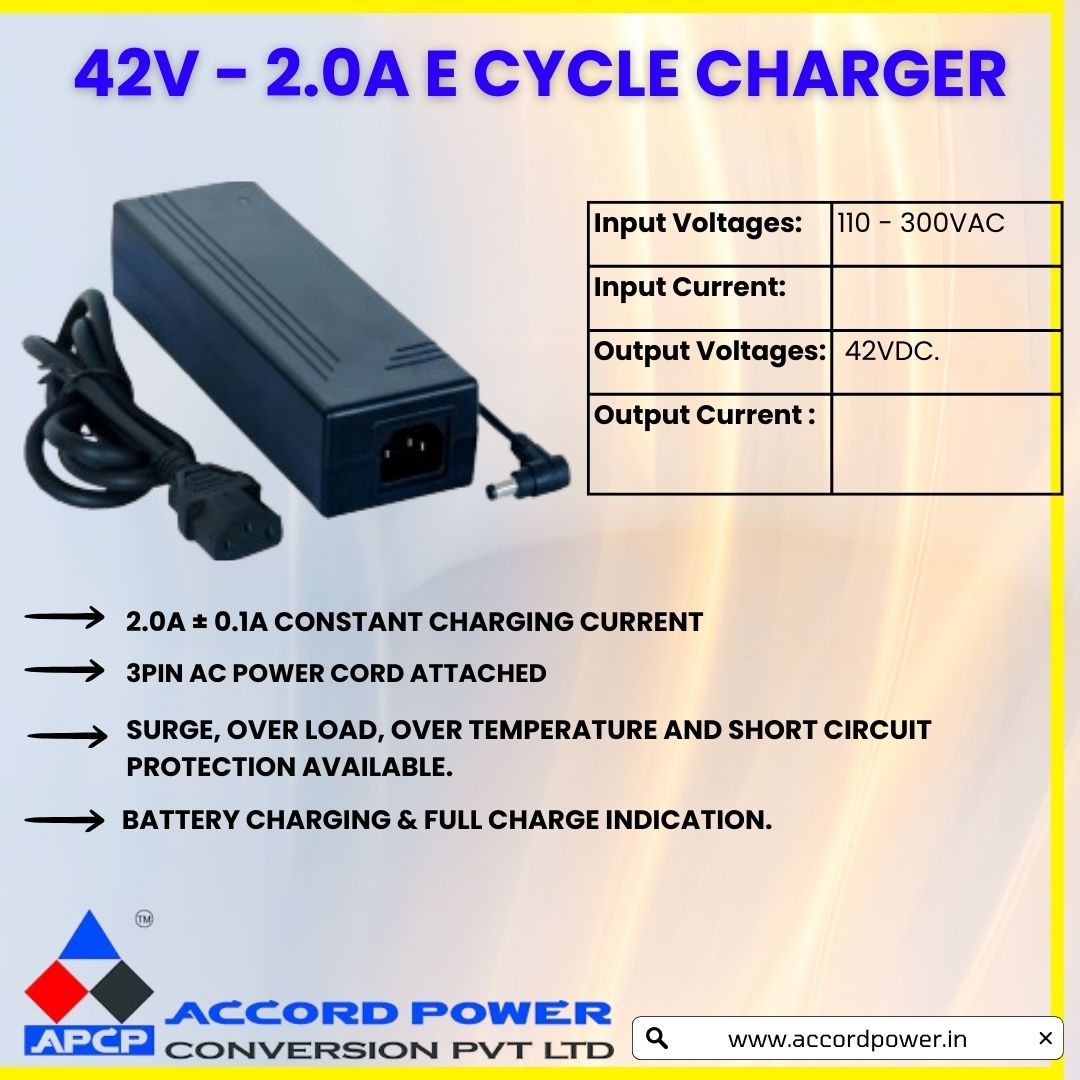 42V - 2.0A E CYCLE CHARGER
Input Voltages: 110 - 300VAC
Input Current:
Output Voltages: 42VDC.
Output Current :
2.0A ± 0.1A CONSTANT CHARGING CURRENT
3PIN AC POWER CORD ATTACHED
SURGE, OVER LOAD, OVER TEMPERATURE AND SHORT CIRCUIT
PROTECTION AVAILABLE.
BATTERY CHARGING & FULL CHARGE INDICATION.
TM
APCP
ACCORD POWER
CONVERSION PVT LTD
www.accordpower.in